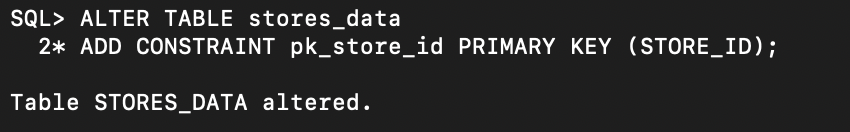 SQL> ALTER TABLE stores_data
2* ADD CONSTRAINT pk_store_id PRIMARY KEY (STORE_ID);
Table STORES_DATA altered.